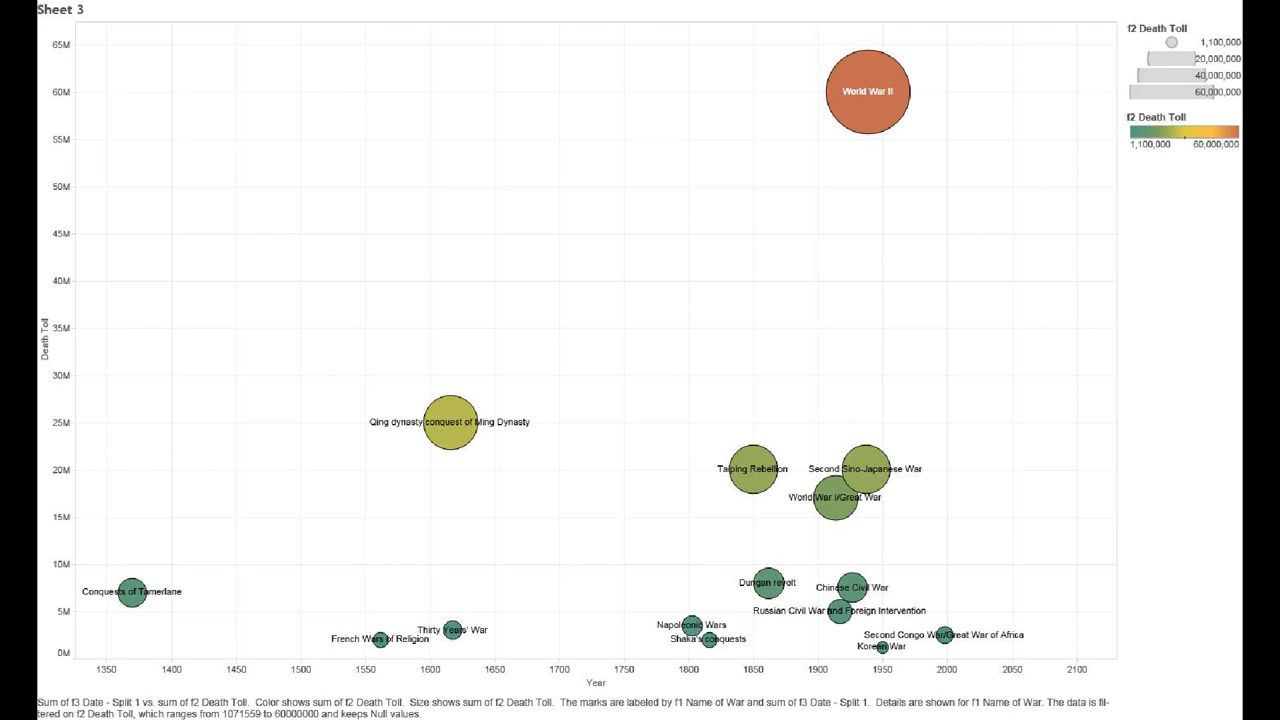 Sheet 3
f2 Death Toll
1,100,000
20,000,000
40,000,000
60,000,000
f2 Death Toll
1,100,000 60,000,000
65M
60M
55M
50M
45M
40M
35M
30M
25M
20M
15M
10M
5M
0M
Death Toll
World War II
Qing dynasty conquest of Ming Dynasty
Taiping Rebellion
Second Sino-Japanese War
World War I/Great War
Dungan revolt
Chinese Civil War
Conquests of Tamerlane
Russian Civil War and Foreign Intervention
Napoleonic Wars
Thirty Years' War
French Wars of Religion
Shaka's conquests
Second Congo War/Great War of Africa
Korean War
1350 1400 1450 1500 1550 1600 1650 1700 1750 1800 1850 1900 1950 2000 2050 2100
Year
Sum of f3 Date - Split 1 vs. sum of f2 Death Toll.  Color shows sum of f2 Death Toll.  Size shows sum of f2 Death Toll.  The marks are labeled by f1 Name of War and sum of f3 Date - Split 1.  Details are shown for f1 Name of War. The data is fil-
tered on f2 Death Toll, which ranges from 1071559 to 60000000 and keeps Null values.